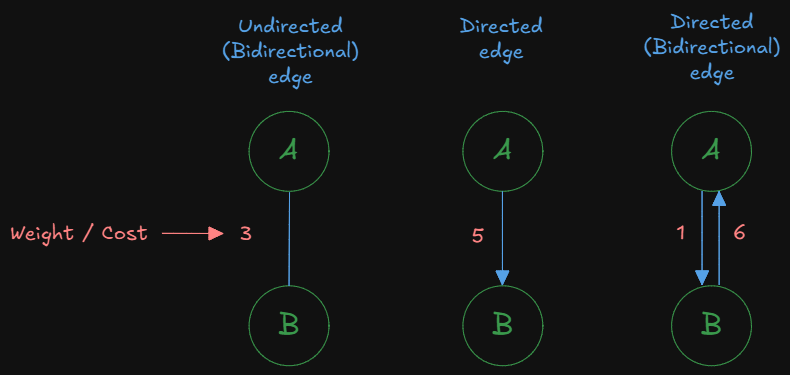 Undirected
(Bidirectional)
edge
Directed
edge
Directed
(Bidirectional)
edge
A
A
A
Weight / Cost
3
5
1
6
B
B
B